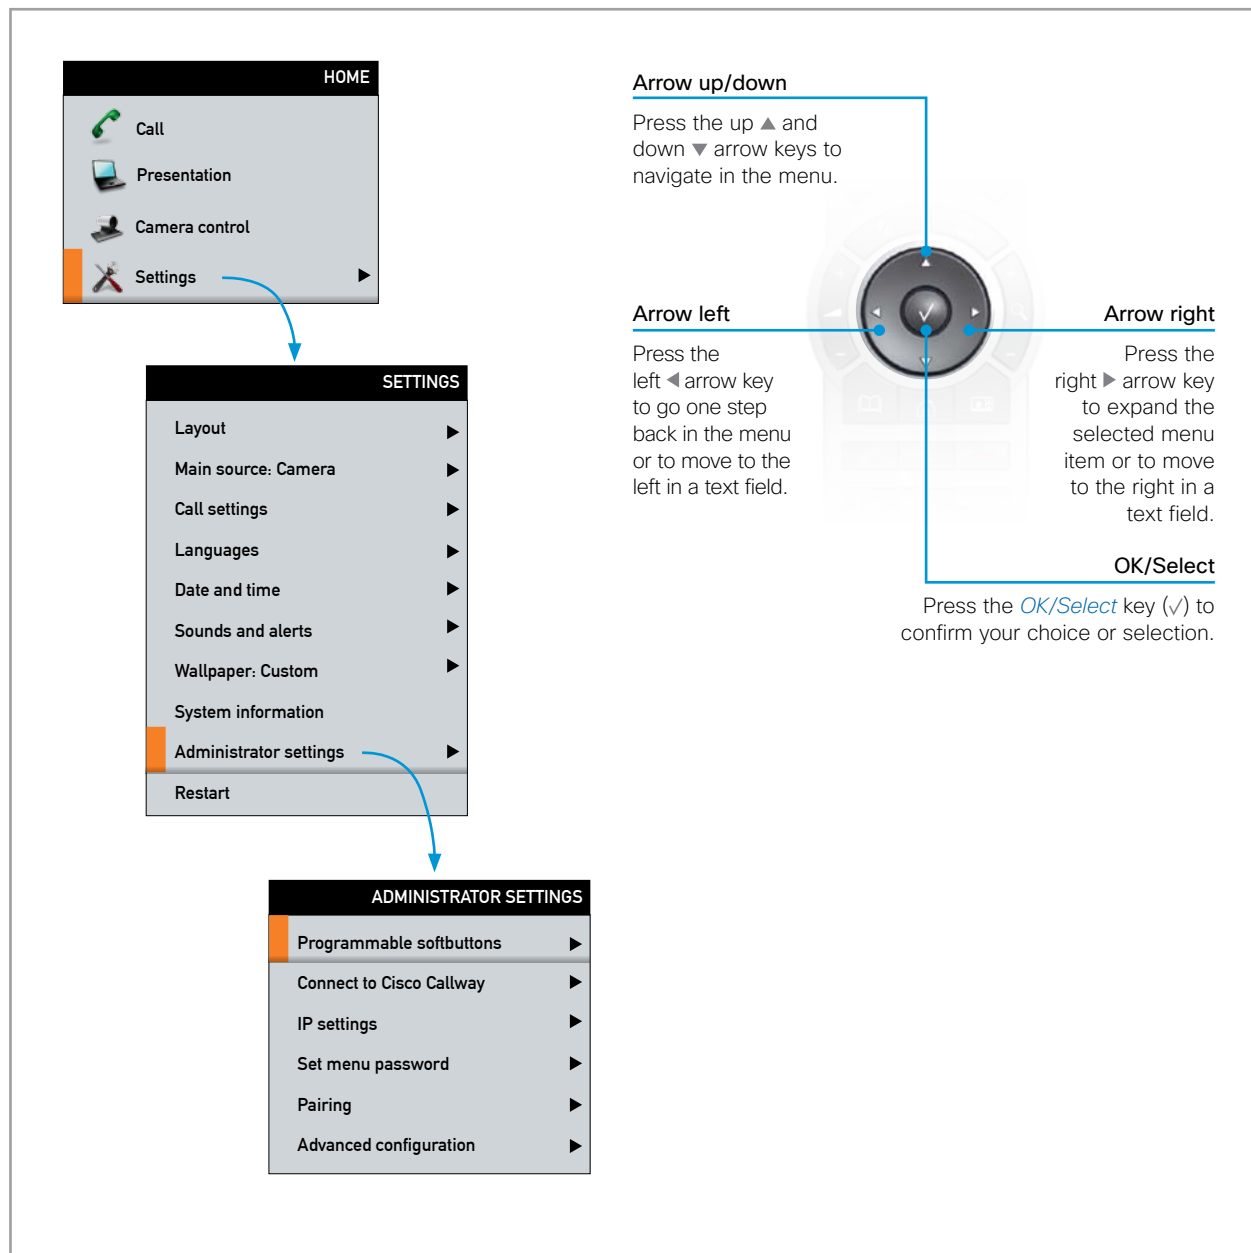 HOME
Call
Presentation
Camera control
Settings
SETTINGS
Layout
Main source: Camera
Call settings
Languages
Date and time
Sounds and alerts
Wallpaper: Custom
System information
Administrator settings
Restart
ADMINISTRATOR SETTINGS
Programmable softbuttons
Connect to Cisco Callway
IP settings
Set menu password
Pairing
Advanced configuration
Arrow up/down
Press the up ▲ and
down ▼ arrow keys to
navigate in the menu.
Arrow left
Press the
left ◀ arrow key
to go one step
back in the menu
or to move to the
left in a text field.
Arrow right
Press the
right ▶ arrow key
to expand the
selected menu
item or to move
to the right in a
text field.
OK/Select
Press the OK/Select key (✓) to
confirm your choice or selection.